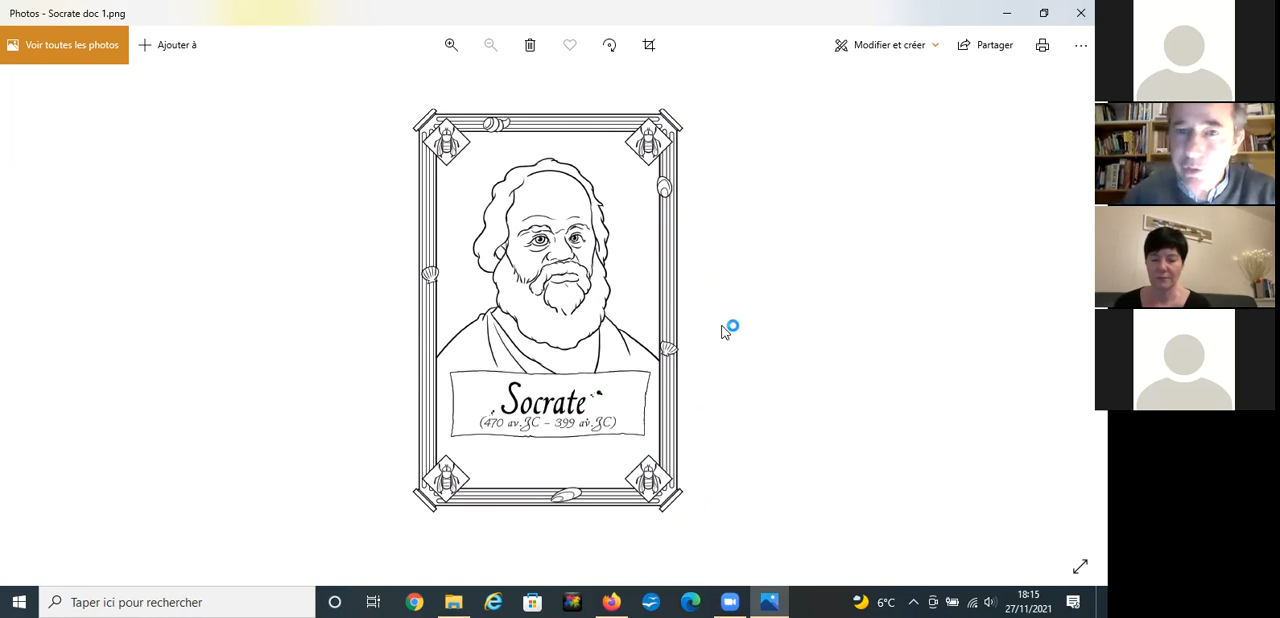 Photos - Socrate doc 1.png
Voir toutes les photos
Ajouter à
Modifier et créer
Partager
Socrate
(470 av.JC - 399 av.JC)
Taper ici pour rechercher
6°C
18:15
27/11/2021